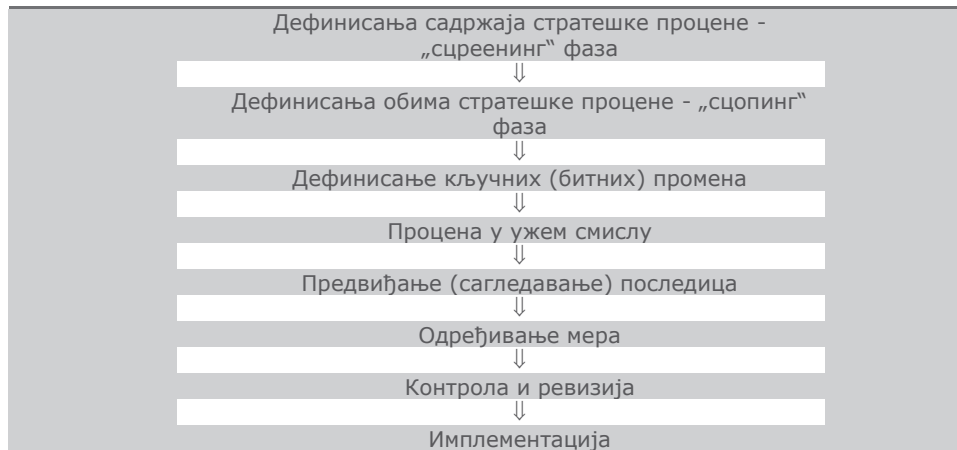 Дефинисања садржаја стратешке процене -
„сцреенинг“ фаза
⇓
Дефинисања обима стратешке процене - „сцопинг“
фаза
⇓
Дефинисање кључних (битних) промена
⇓
Процена у ужем смислу
⇓
Предвиђање (сагледавање) последица
⇓
Одређивање мера
⇓
Контрола и ревизија
⇓
Имплементација